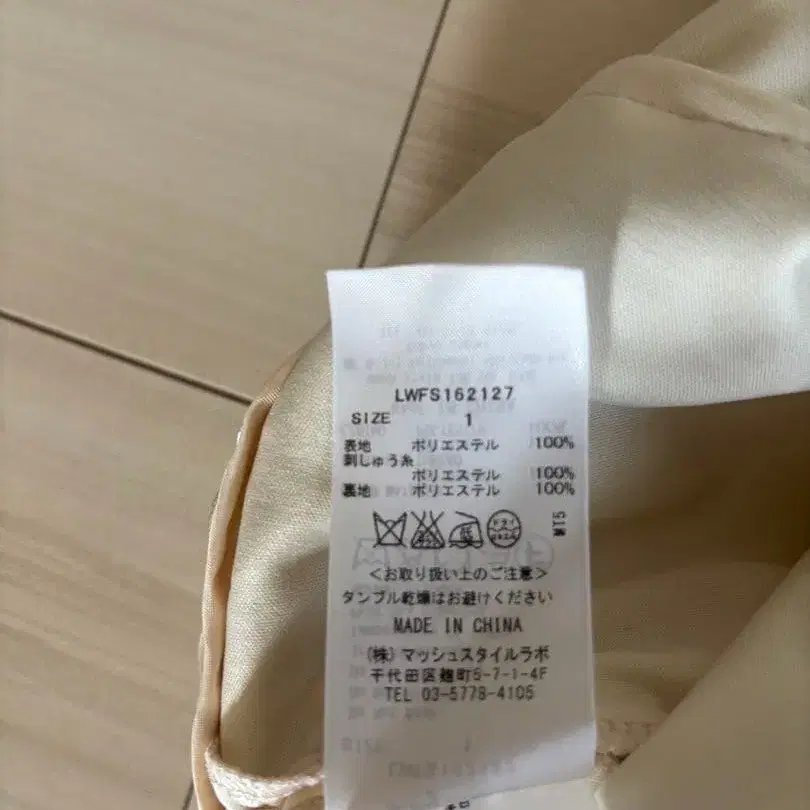 LWFS162127
SIZE 1
表地 ポリエステル 100%
刺しゅう糸
ポリエステル 100%
裏地 ポリエステル 100%
ドライ
MT5
<お取り扱い上のご注意>
タンブル乾燥はお避けください
MADE IN CHINA
(株) マッシュスタイルラボ
千代田区麹町5-7-1-4F
TEL 03-5778-4105